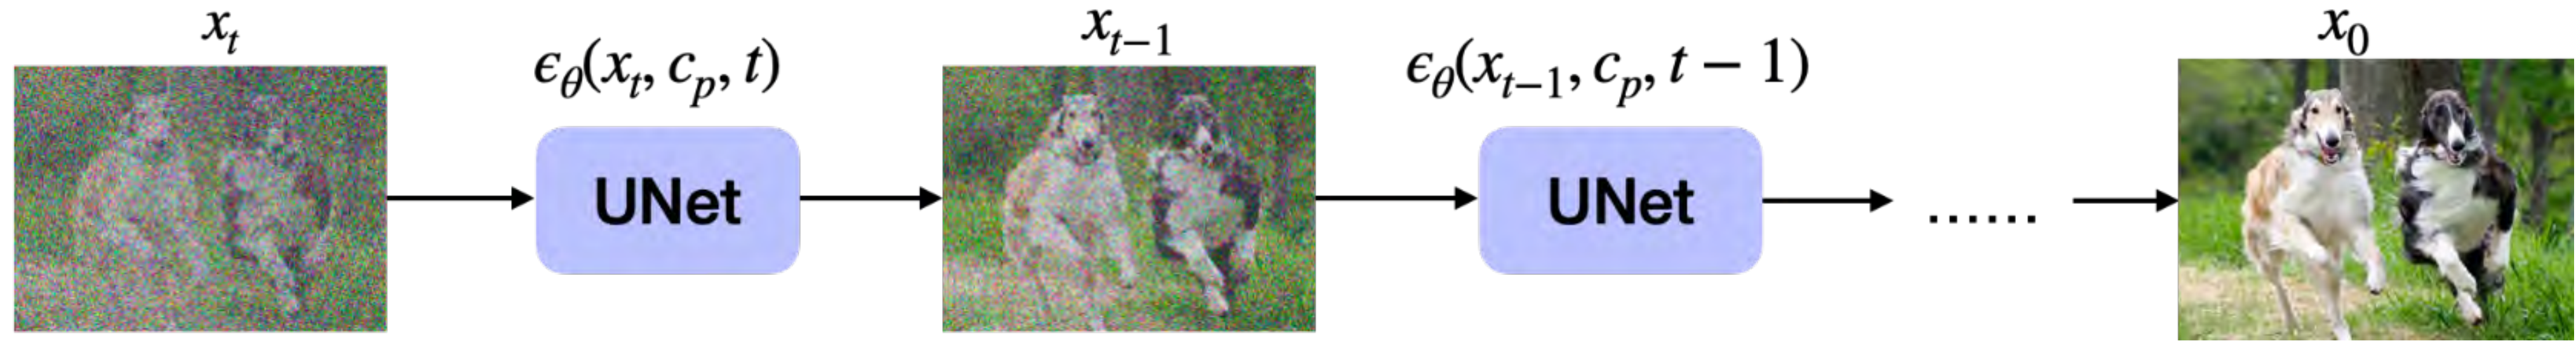 x_t
ϵ_θ(x_t, c_p, t)
UNet
x_{t−1}
ϵ_θ(x_{t−1}, c_p, t − 1)
UNet
......
x_0